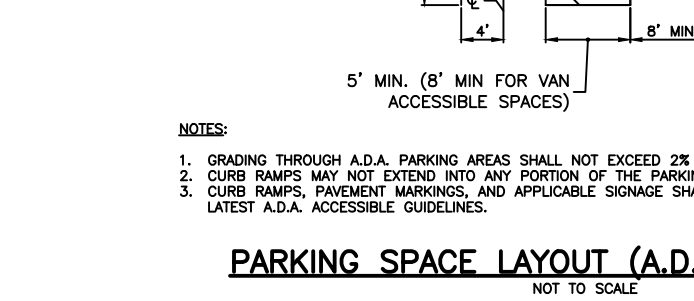 ℄
4' 8' MIN
5' MIN. (8' MIN FOR VAN
ACCESSIBLE SPACES)
NOTES:
1. GRADING THROUGH A.D.A. PARKING AREAS SHALL NOT EXCEED 2%
2. CURB RAMPS MAY NOT EXTEND INTO ANY PORTION OF THE
3. CURB RAMPS, PAVEMENT MARKINGS, AND APPLICABLE SIGNAGE
LATEST A.D.A. ACCESSIBLE GUIDELINES.
PARKING SPACE LAYOUT (A.D.
NOT TO SCALE